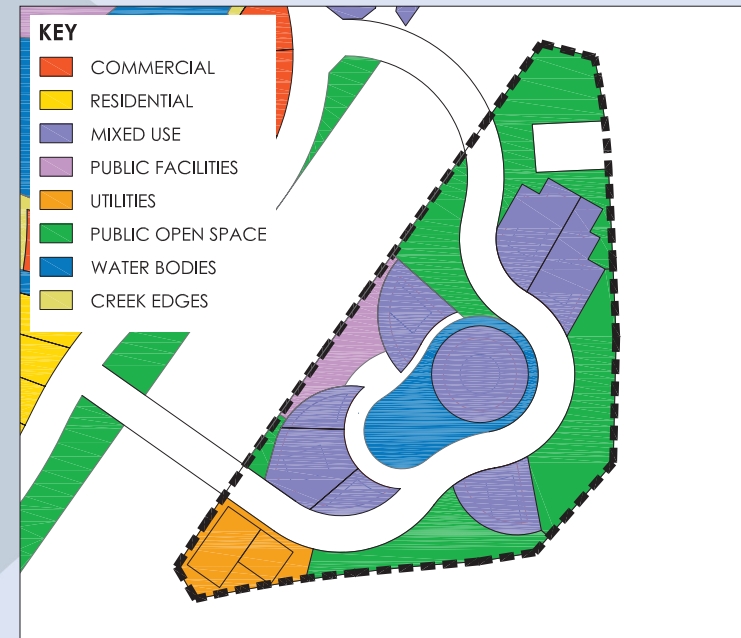 KEY
COMMERCIAL
RESIDENTIAL
MIXED USE
PUBLIC FACILITIES
UTILITIES
PUBLIC OPEN SPACE
WATER BODIES
CREEK EDGES